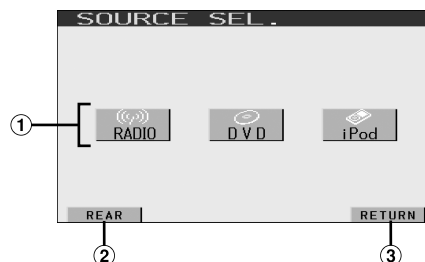 SOURCE SEL.
①
RADIO DVD iPod
REAR RETURN
② ③